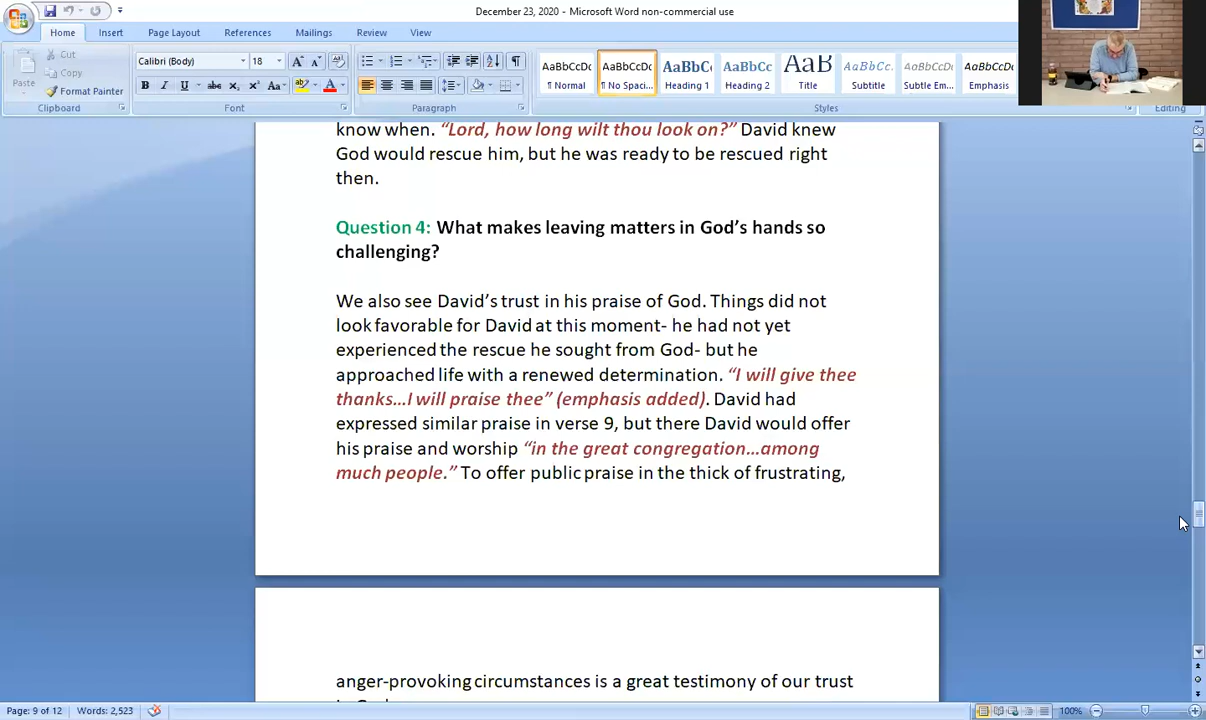 December 23, 2020 - Microsoft Word non-commercial use
Home Insert Page Layout References Mailings Review View
Cut
Copy
Paste
Format Painter
Clipboard
Calibri (Body) 18
Font
Paragraph
AaBbCcDc AaBbCcDc AaBbC AaBbCc AaB AaBbCc. AaBbCcDc AaBbCcDc
¶ Normal ¶ No Spaci... Heading 1 Heading 2 Title Subtitle Subtle Em... Emphasis
Styles
Editing
know when. “Lord, how long wilt thou look on?” David knew
God would rescue him, but he was ready to be rescued right
then.
Question 4: What makes leaving matters in God’s hands so
challenging?
We also see David’s trust in his praise of God. Things did not
look favorable for David at this moment- he had not yet
experienced the rescue he sought from God- but he
approached life with a renewed determination. “I will give thee
thanks…I will praise thee” (emphasis added). David had
expressed similar praise in verse 9, but there David would offer
his praise and worship “in the great congregation…among
much people.” To offer public praise in the thick of frustrating,
anger-provoking circumstances is a great testimony of our trust
Page: 9 of 12 Words: 2,523 100%